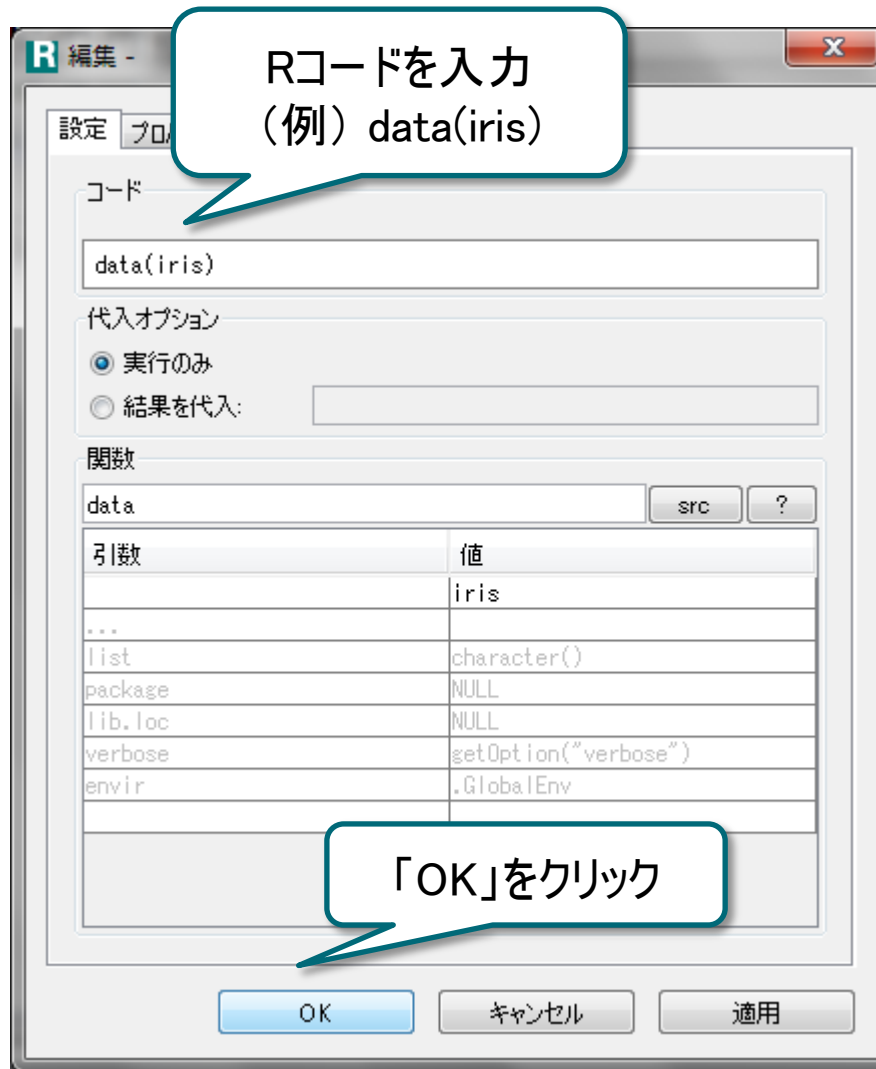 R 編集 -
Rコードを入力
（例） data(iris)
設定
コード
data(iris)
代入オプション
実行のみ
結果を代入:
関数
data src ?
引数 値
iris
...
list character()
package NULL
lib.loc NULL
verbose getOption("verbose")
envir .GlobalEnv
「OK」をクリック
OK キャンセル 適用